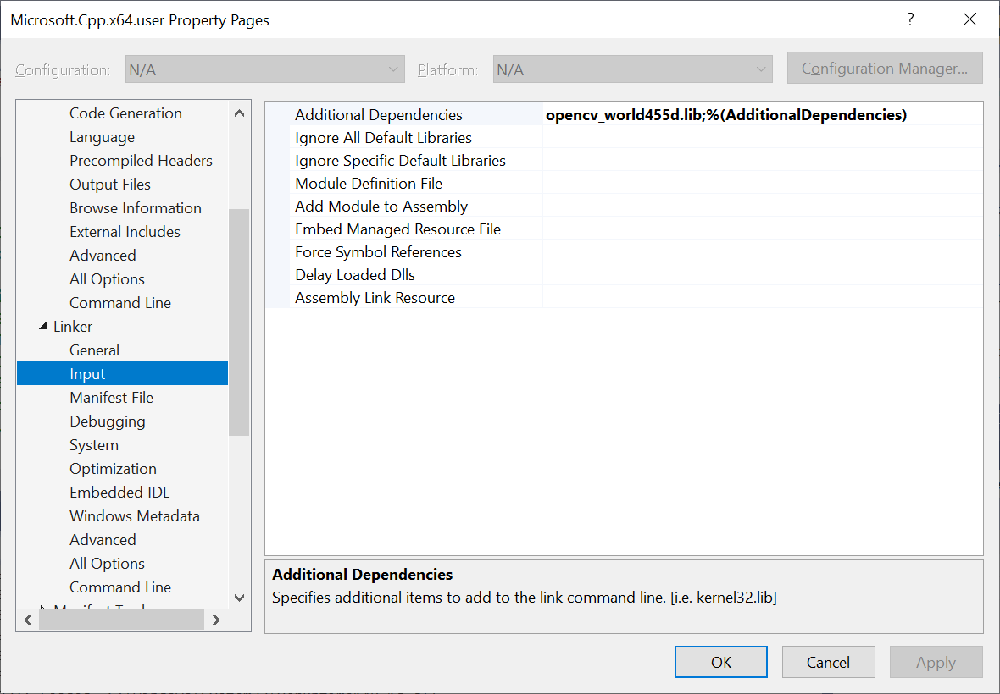 Microsoft.Cpp.x64.user Property Pages
?
Configuration: N/A Platform: N/A Configuration Manager...
Code Generation
Language
Precompiled Headers
Output Files
Browse Information
External Includes
Advanced
All Options
Command Line
Linker
General
Input
Manifest File
Debugging
System
Optimization
Embedded IDL
Windows Metadata
Advanced
All Options
Command Line
Additional Dependencies opencv_world455d.lib;%(AdditionalDependencies)
Ignore All Default Libraries
Ignore Specific Default Libraries
Module Definition File
Add Module to Assembly
Embed Managed Resource File
Force Symbol References
Delay Loaded Dlls
Assembly Link Resource
Additional Dependencies
Specifies additional items to add to the link command line. [i.e. kernel32.lib]
OK Cancel Apply